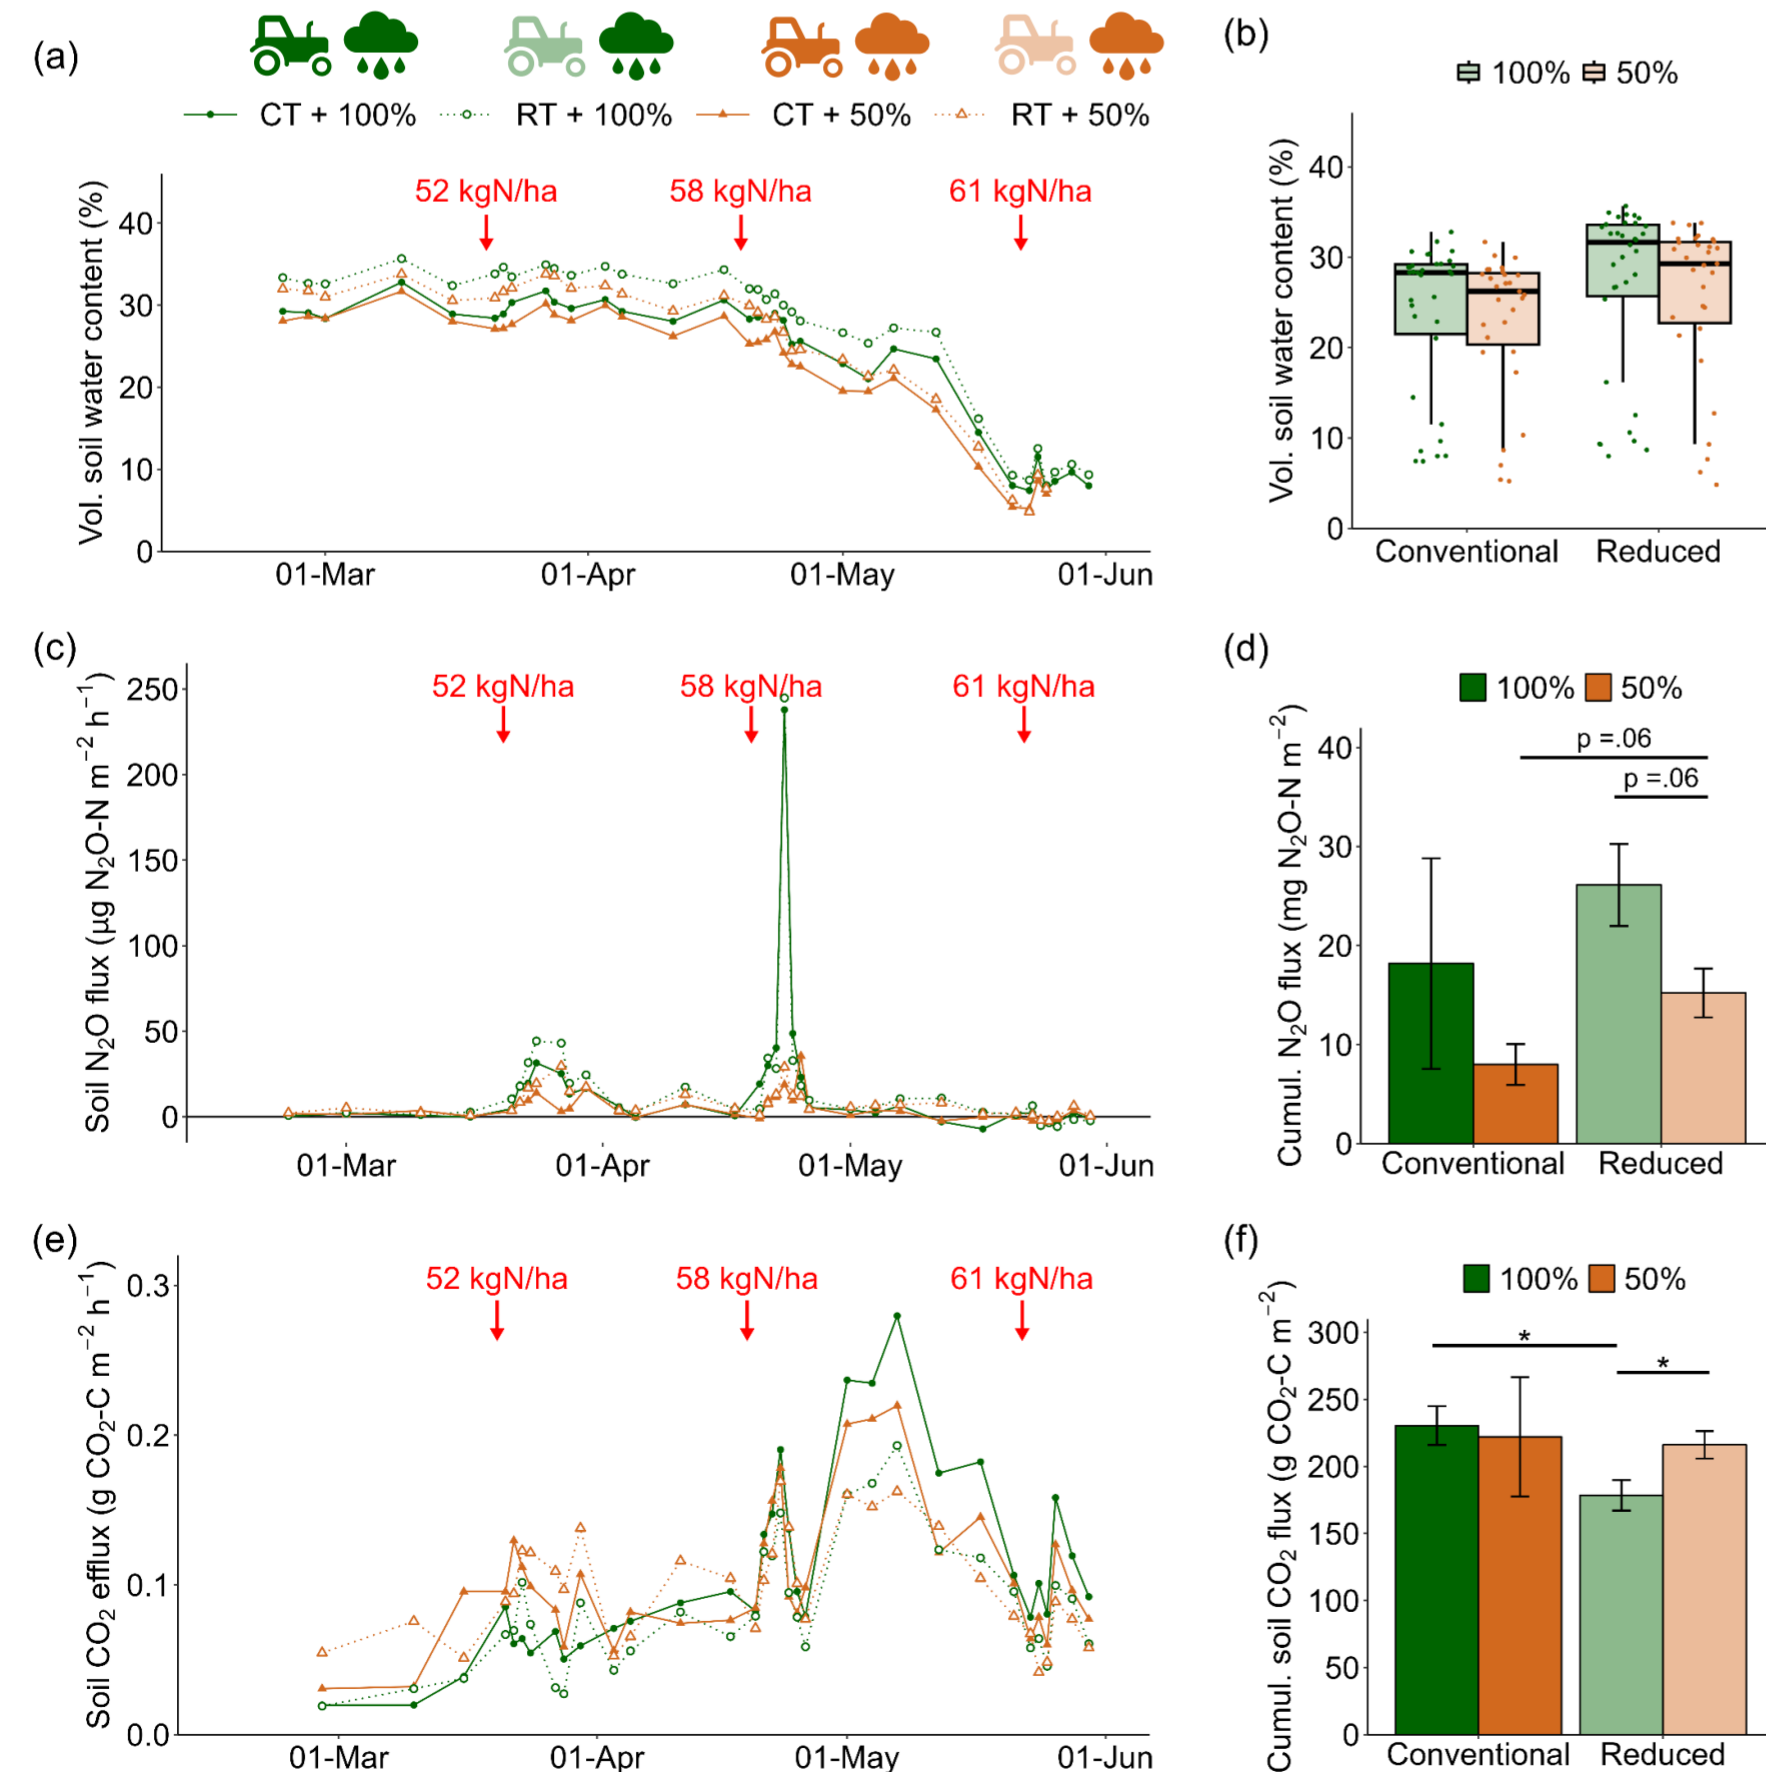 (a)
CT + 100% RT + 100% CT + 50% RT + 50%
Vol. soil water content (%)
52 kgN/ha 58 kgN/ha 61 kgN/ha
40
30
20
10
0
01-Mar 01-Apr 01-May 01-Jun
(b)
100% 50%
Vol. soil water content (%)
40
30
20
10
0
Conventional Reduced
(c)
Soil N₂O flux (µg N₂O-N m⁻² h⁻¹)
52 kgN/ha 58 kgN/ha 61 kgN/ha
250
200
150
100
50
0
01-Mar 01-Apr 01-May 01-Jun
(d)
100% 50%
Cumul. N₂O flux (mg N₂O-N m⁻²)
p =.06
p =.06
40
30
20
10
0
Conventional Reduced
(e)
Soil CO₂ efflux (g CO₂-C m⁻² h⁻¹)
52 kgN/ha 58 kgN/ha 61 kgN/ha
0.3
0.2
0.1
0.0
01-Mar 01-Apr 01-May 01-Jun
(f)
100% 50%
Cumul. soil CO₂ flux (g CO₂-C m⁻²)
*
*
300
250
200
150
100
50
0
Conventional Reduced